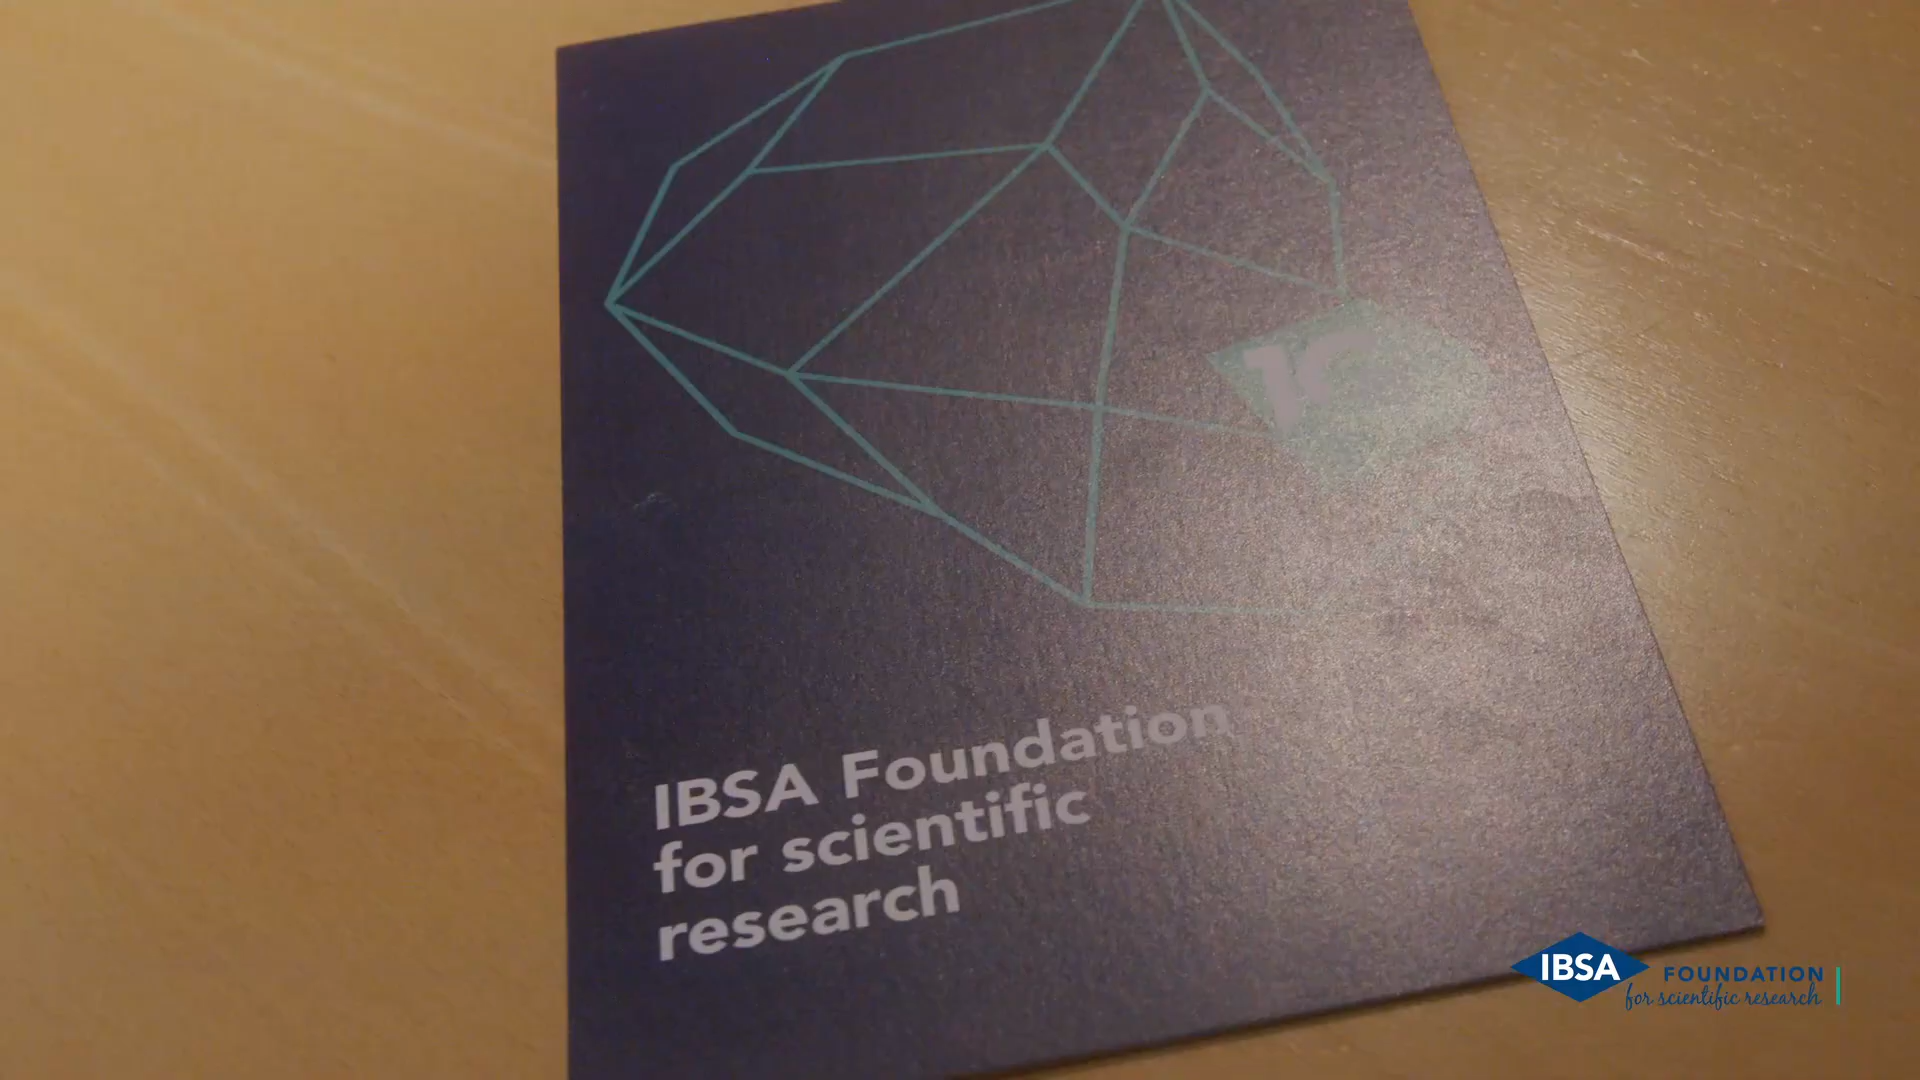 IBSA Foundation
for scientific
research
IBSA FOUNDATION
for scientific research